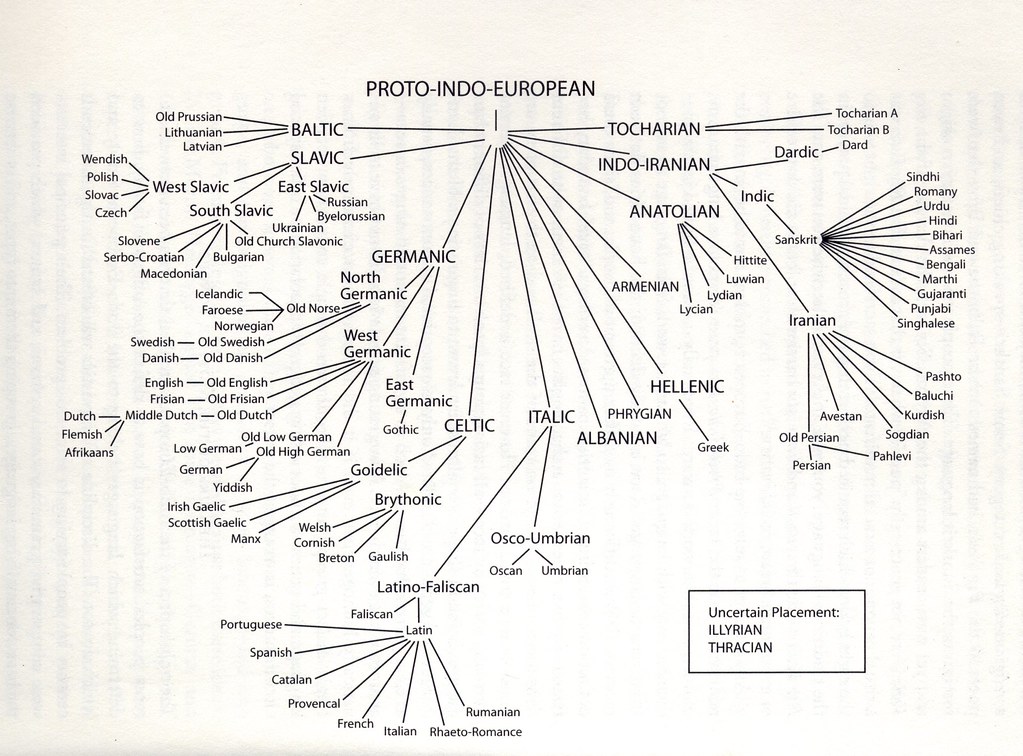 PROTO-INDO-EUROPEAN
Old Prussian
Lithuanian
Latvian
BALTIC
TOCHARIAN
Tocharian A
Tocharian B
SLAVIC
Wendish
Polish
Slovac
Czech
West Slavic
East Slavic
Russian
Byelorussian
Ukrainian
South Slavic
Old Church Slavonic
Slovene
Serbo-Croatian
Macedonian
Bulgarian
INDO-IRANIAN
Dardic
Dard
Indic
Sanskrit
Sindhi
Romany
Urdu
Hindi
Bihari
Assames
Bengali
Marthi
Gujaranti
Punjabi
Singhalese
Iranian
Pashto
Baluchi
Kurdish
Sogdian
Avestan
Old Persian
Pahlevi
Persian
ANATOLIAN
Hittite
Luwian
Lydian
Lycian
ARMENIAN
HELLENIC
Greek
PHRYGIAN
ALBANIAN
GERMANIC
North
Germanic
Icelandic
Faroese
Norwegian
Old Norse
Swedish
Old Swedish
Danish
Old Danish
West
Germanic
English
Old English
Frisian
Old Frisian
Dutch
Flemish
Afrikaans
Middle Dutch
Old Dutch
Low German
Old Low German
Old High German
German
Yiddish
East
Germanic
Gothic
CELTIC
Goidelic
Irish Gaelic
Scottish Gaelic
Manx
Brythonic
Welsh
Cornish
Breton
Gaulish
ITALIC
Osco-Umbrian
Oscan
Umbrian
Latino-Faliscan
Faliscan
Latin
Portuguese
Spanish
Catalan
Provencal
French
Italian
Rhaeto-Romance
Rumanian
Uncertain Placement:
ILLYRIAN
THRACIAN